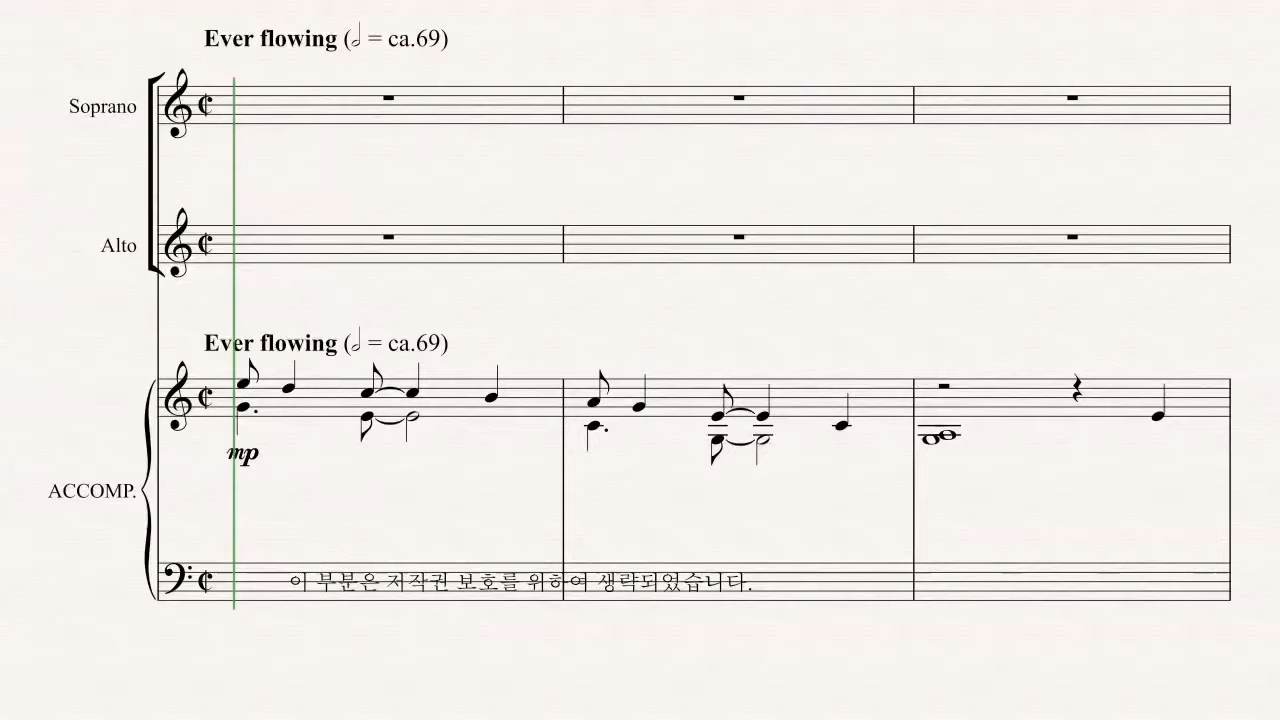 Ever flowing (𝅗𝅥 = ca.69)
Soprano
Alto
Ever flowing (𝅗𝅥 = ca.69)
mp
ACCOMP.
이 부분은 저작권 보호를 위하여 생략되었습니다.